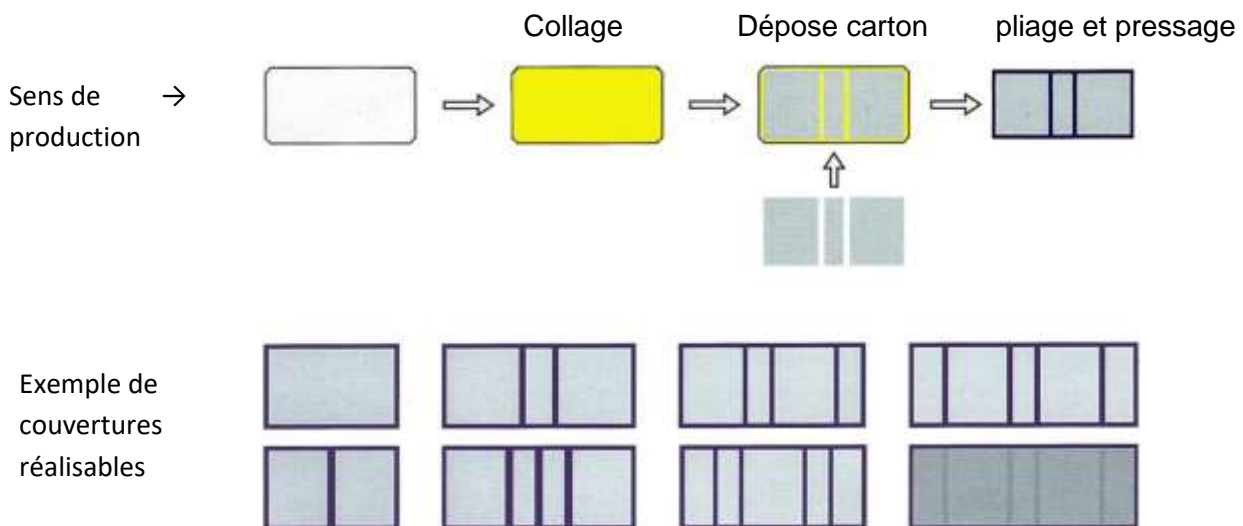 Collage Dépose carton pliage et pressage
Sens de →
production
Exemple de
couvertures
réalisables